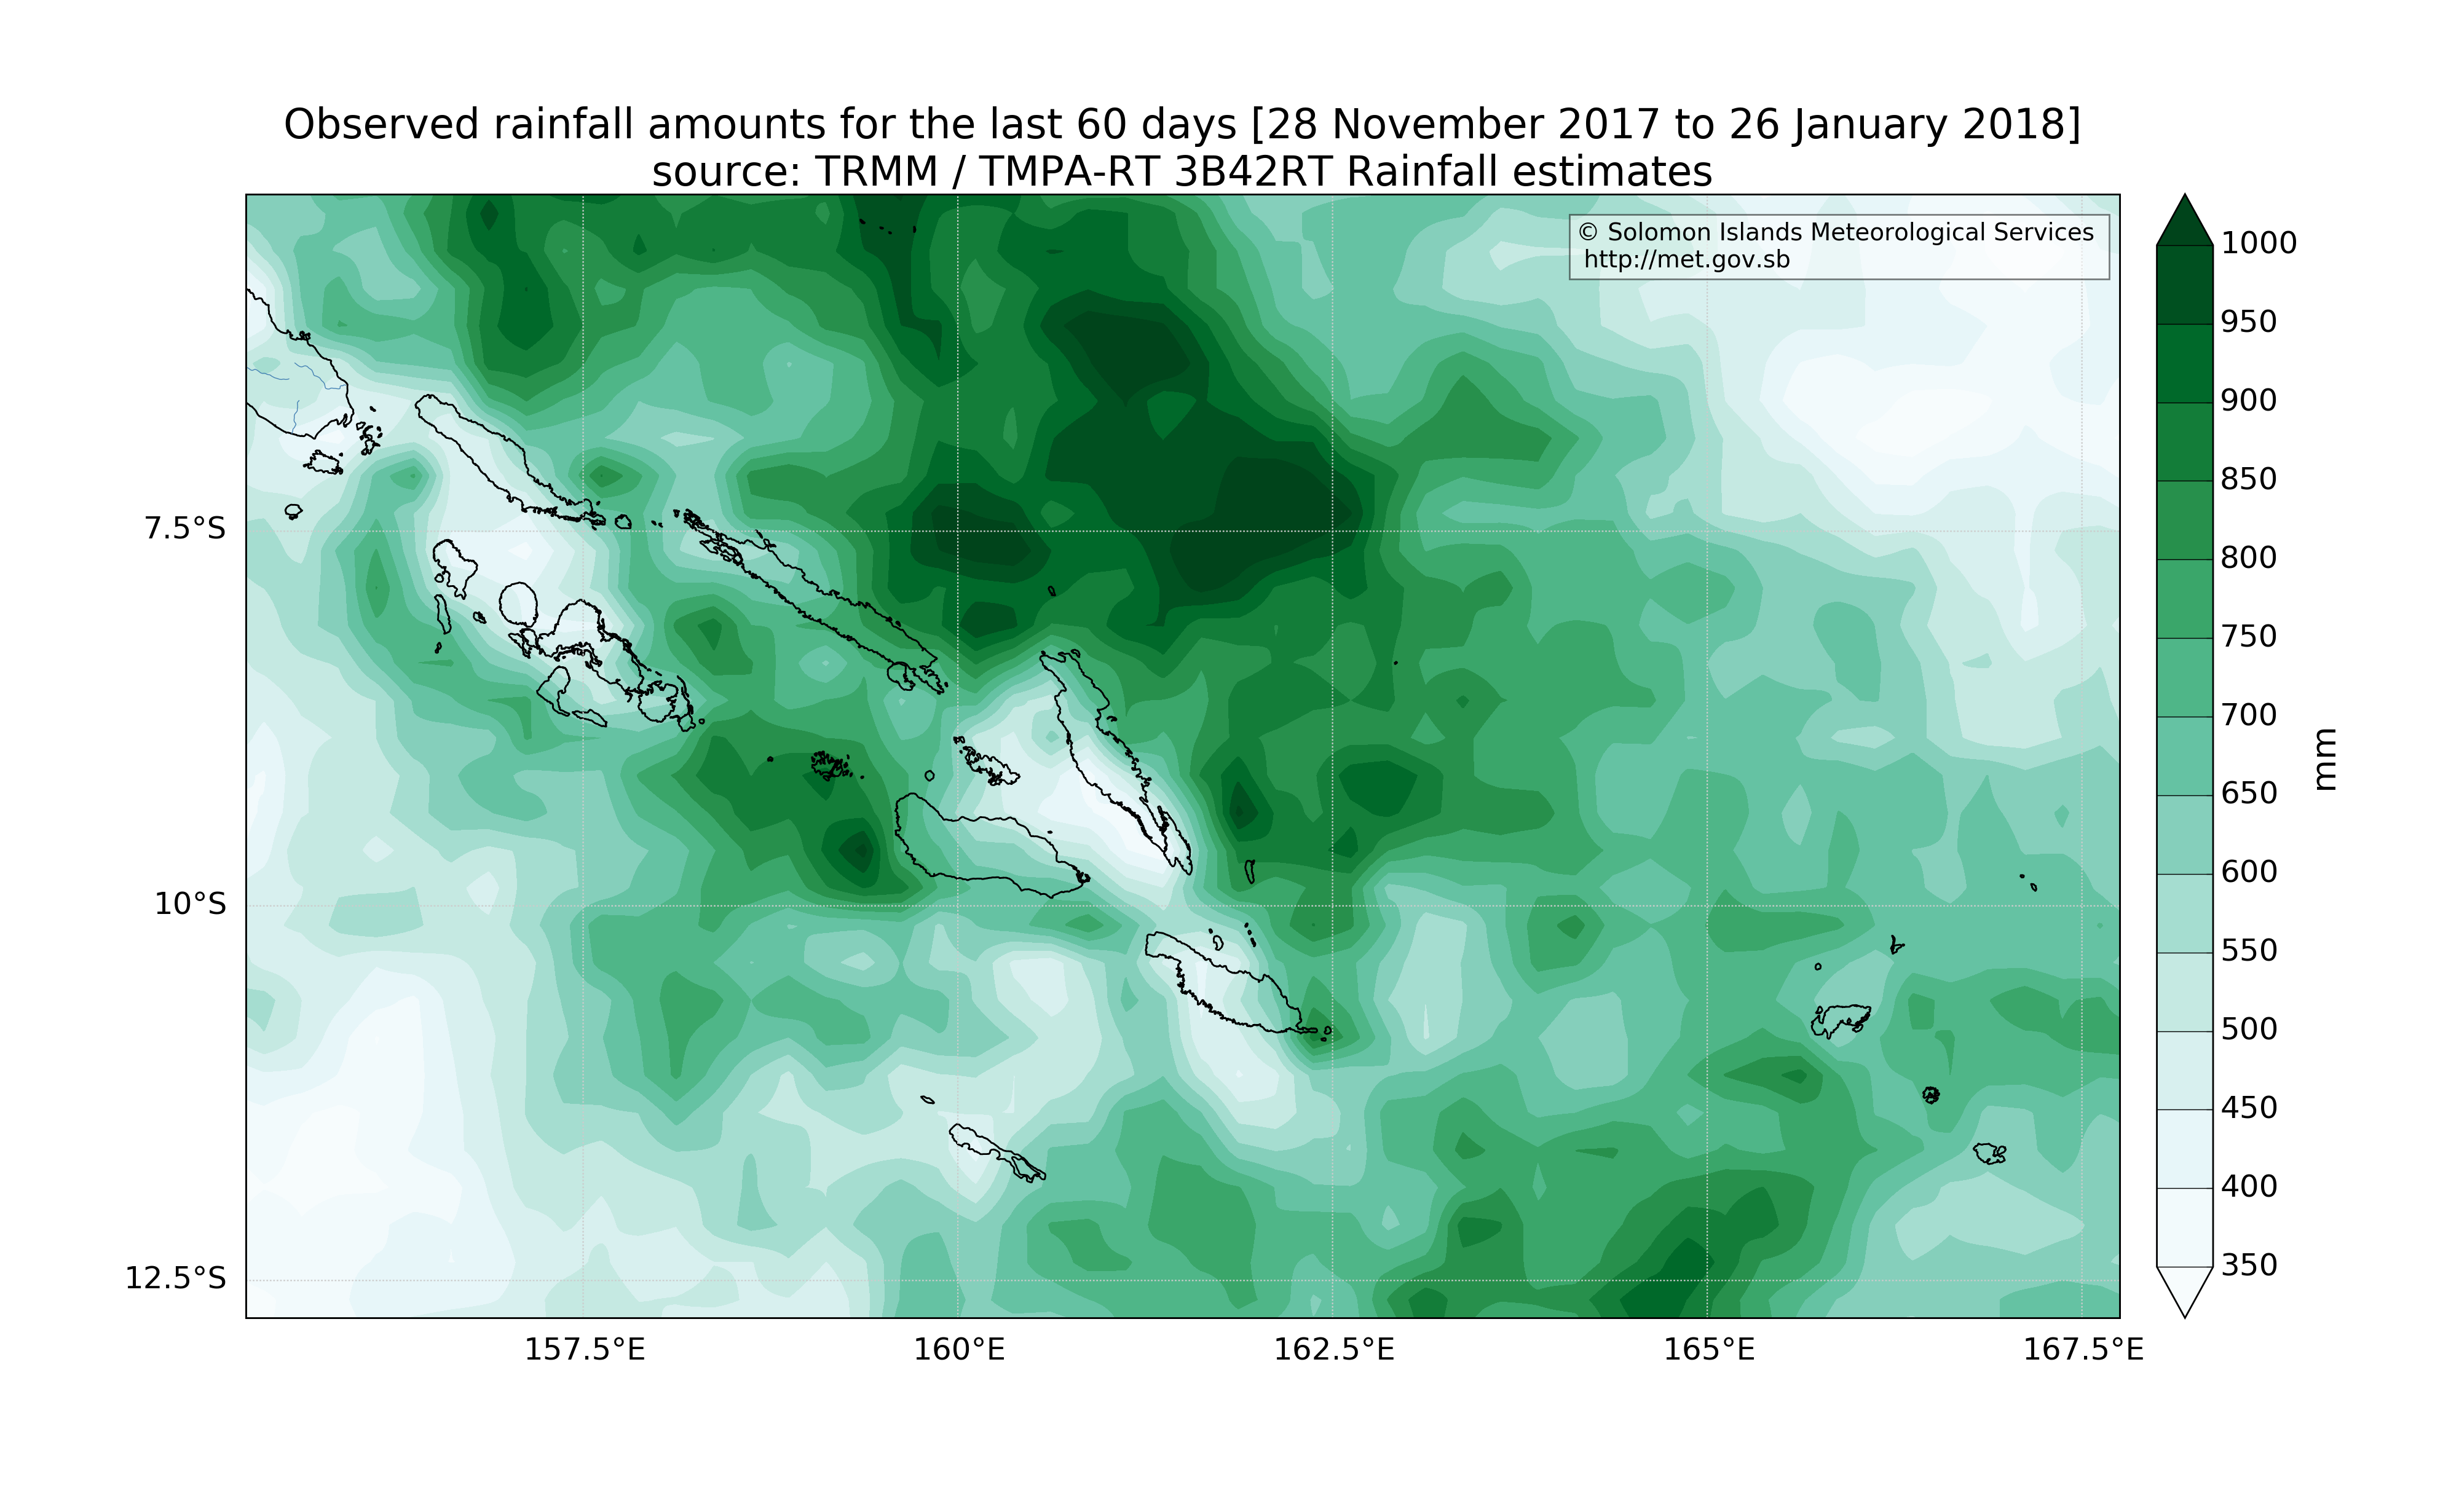 Observed rainfall amounts for the last 60 days [28 November 2017 to 26 January 2018]
source: TRMM / TMPA-RT 3B42RT Rainfall estimates
© Solomon Islands Meteorological Services
http://met.gov.sb
7.5°S
10°S
12.5°S
157.5°E
160°E
162.5°E
165°E
167.5°E
1000
950
900
850
800
750
700
650
600
550
500
450
400
350
mm